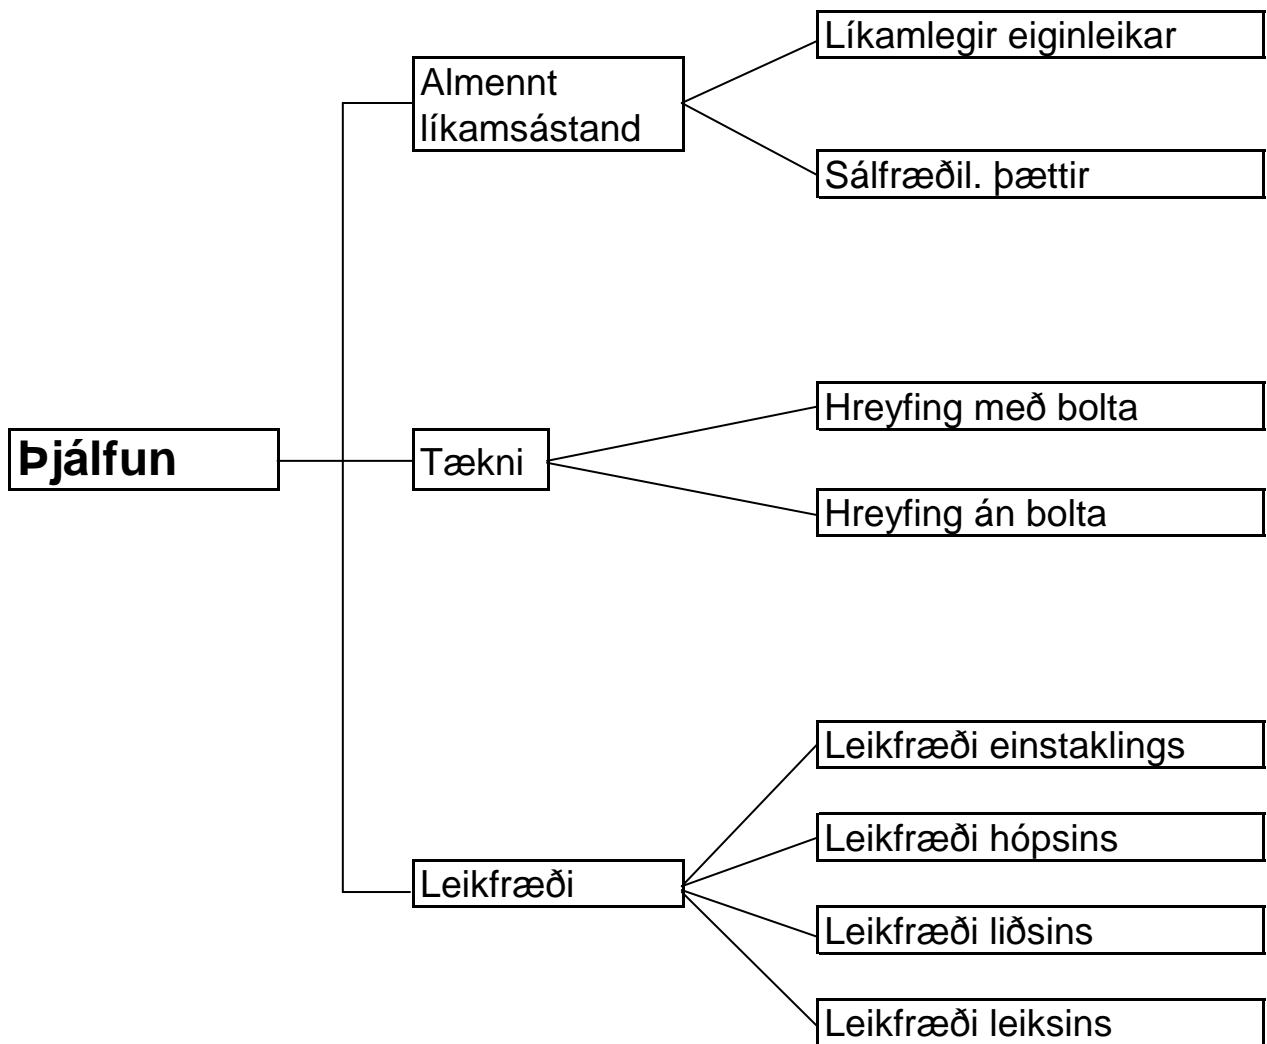 Þjálfun
Almennt
líkamsástand
Líkamlegir eiginleikar
Sálfræðil. þættir
Tækni
Hreyfing með bolta
Hreyfing án bolta
Leikfræði
Leikfræði einstaklings
Leikfræði hópsins
Leikfræði liðsins
Leikfræði leiksins